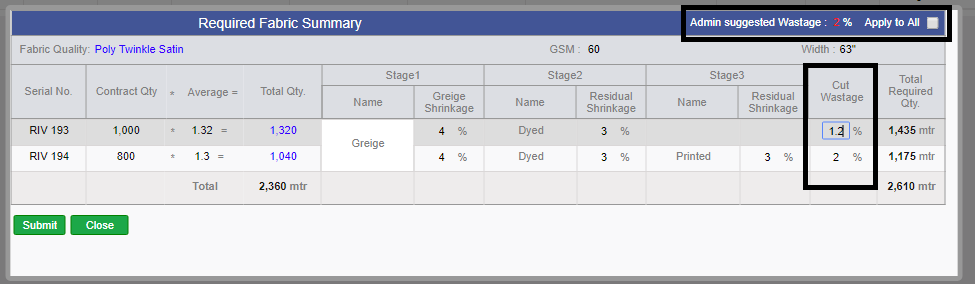 Required Fabric Summary Admin suggested Wastage : 2 % Apply to All
Fabric Quality: Poly Twinkle Satin GSM : 60 Width : 63"
Serial No. Contract Qty * Average = Total Qty. Stage1 Stage2 Stage3 Cut Wastage Total Required Qty.
Name Greige Shrinkage Name Residual Shrinkage Name Residual Shrinkage
RIV 193 1,000 * 1.32 = 1,320 Greige 4 % Dyed 3 % 1.2 % 1,435 mtr
RIV 194 800 * 1.3 = 1,040 4 % Dyed 3 % Printed 3 % 2 % 1,175 mtr
Total 2,360 mtr 2,610 mtr
Submit Close